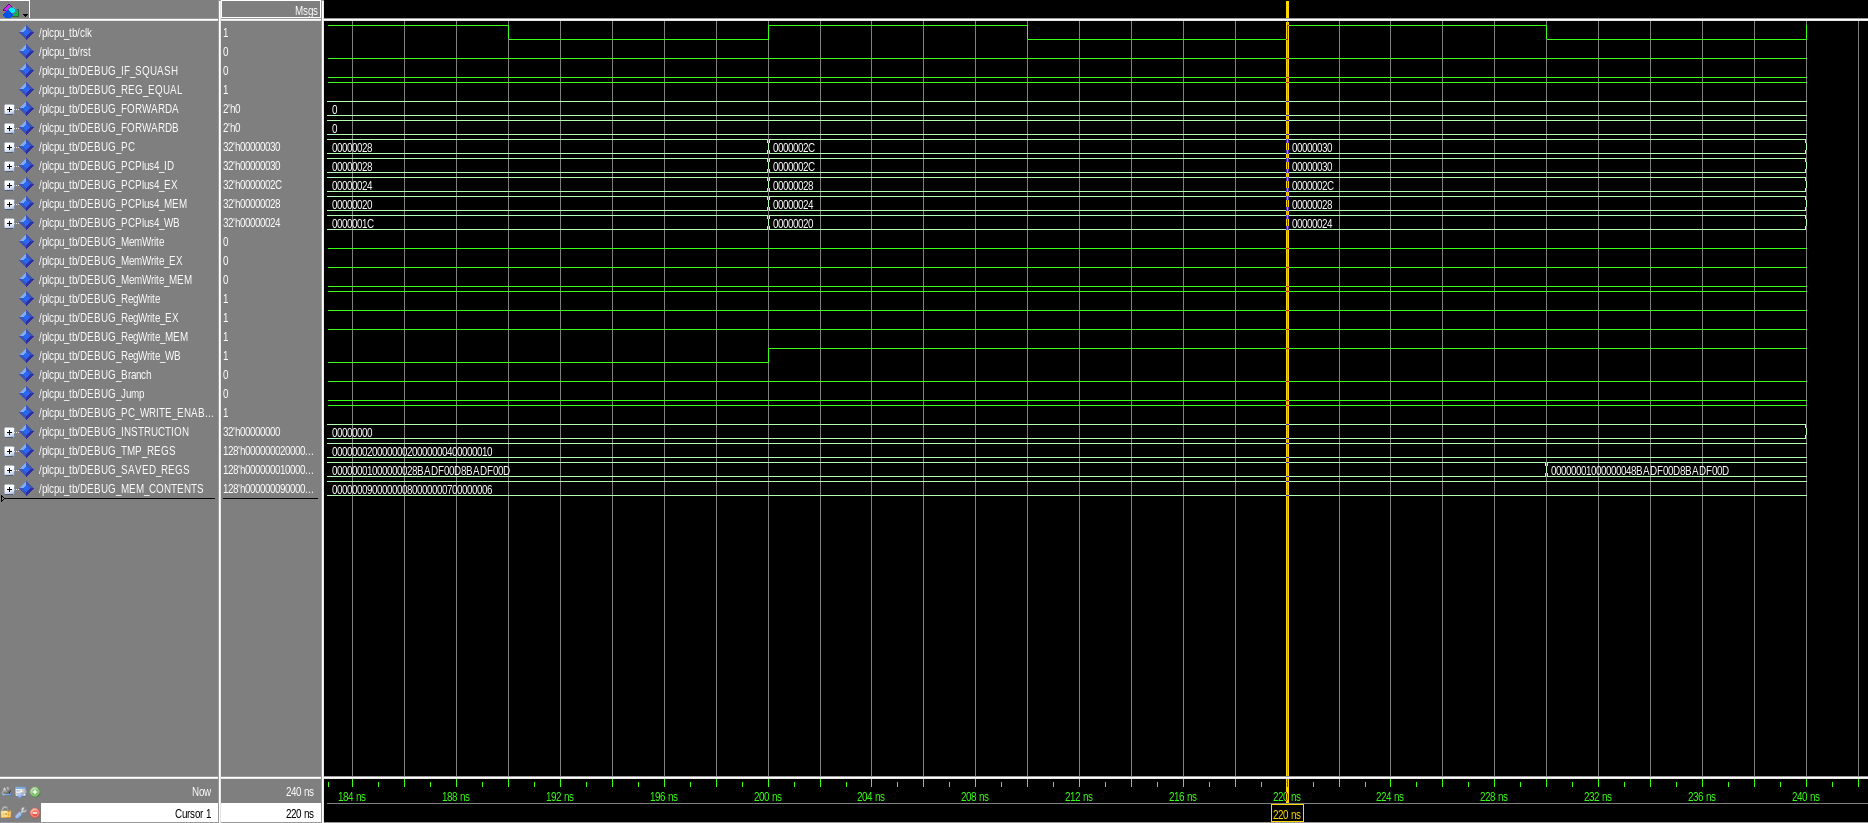 Msgs
/plcpu_tb/clk 1
/plcpu_tb/rst 0
/plcpu_tb/DEBUG_IF_SQUASH 0
/plcpu_tb/DEBUG_REG_EQUAL 1
/plcpu_tb/DEBUG_FORWARDA 2'h0 0
/plcpu_tb/DEBUG_FORWARDB 2'h0 0
/plcpu_tb/DEBUG_PC 32'h00000030 00000028 0000002C 00000030
/plcpu_tb/DEBUG_PCPlus4_ID 32'h00000030 00000028 0000002C 00000030
/plcpu_tb/DEBUG_PCPlus4_EX 32'h0000002C 00000024 00000028 0000002C
/plcpu_tb/DEBUG_PCPlus4_MEM 32'h00000028 00000020 00000024 00000028
/plcpu_tb/DEBUG_PCPlus4_WB 32'h00000024 0000001C 00000020 00000024
/plcpu_tb/DEBUG_MemWrite 0
/plcpu_tb/DEBUG_MemWrite_EX 0
/plcpu_tb/DEBUG_MemWrite_MEM 0
/plcpu_tb/DEBUG_RegWrite 1
/plcpu_tb/DEBUG_RegWrite_EX 1
/plcpu_tb/DEBUG_RegWrite_MEM 1
/plcpu_tb/DEBUG_RegWrite_WB 1
/plcpu_tb/DEBUG_Branch 0
/plcpu_tb/DEBUG_Jump 0
/plcpu_tb/DEBUG_PC_WRITE_ENAB... 1
/plcpu_tb/DEBUG_INSTRUCTION 32'h00000000 00000000
/plcpu_tb/DEBUG_TMP_REGS 128'h000000020000... 00000002000000020000000400000010
/plcpu_tb/DEBUG_SAVED_REGS 128'h000000010000... 00000001000000028BADF00D8BADF00D 00000001000000048BADF00D8BADF00D
/plcpu_tb/DEBUG_MEM_CONTENTS 128'h000000090000... 00000009000000080000000700000006
Now 240 ns 184 ns 188 ns 192 ns 196 ns 200 ns 204 ns 208 ns 212 ns 216 ns 220 ns 224 ns 228 ns 232 ns 236 ns 240 ns
Cursor 1 220 ns 220 ns